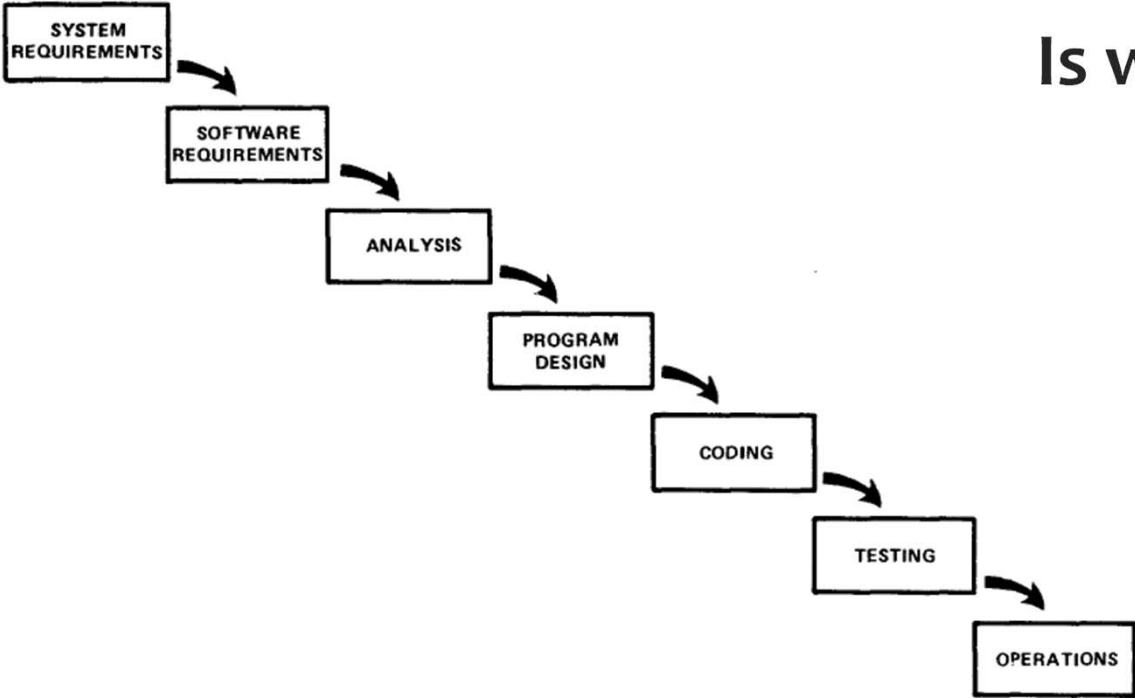 SYSTEM
REQUIREMENTS
Is
SOFTWARE
REQUIREMENTS
ANALYSIS
PROGRAM
DESIGN
CODING
TESTING
OPERATIONS